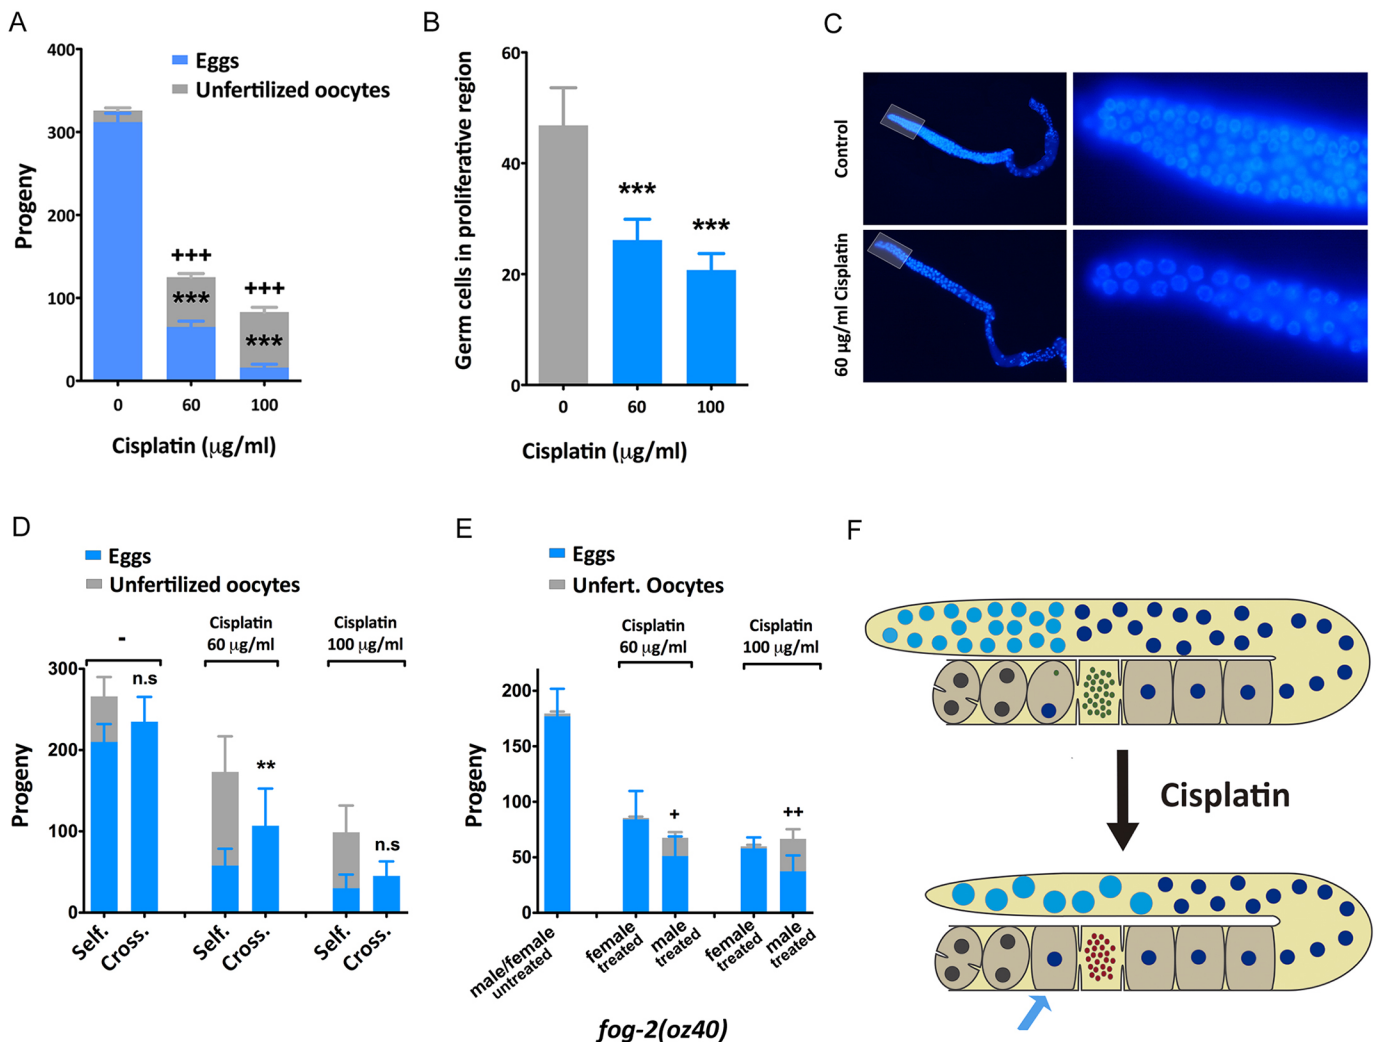 A
400
300
200
100
0
Progeny
Eggs
Unfertilized oocytes
+++
***
+++
***
0 60 100
Cisplatin (µg/ml)
B
60
40
20
0
Germ cells in proliferative region
***
***
0 60 100
Cisplatin (µg/ml)
C
Control
60 µg/ml Cisplatin
D
Eggs
Unfertilized oocytes
-
Cisplatin
60 µg/ml
Cisplatin
100 µg/ml
300
200
100
0
Progeny
n.s
**
n.s
Self. Cross. Self. Cross. Self. Cross.
E
Eggs
Unfert. Oocytes
Cisplatin
60 µg/ml
Cisplatin
100 µg/ml
200
150
100
50
0
Progeny
+
++
male/female
untreated
female
treated
male
treated
female
treated
male
treated
fog-2(oz40)
F
Cisplatin